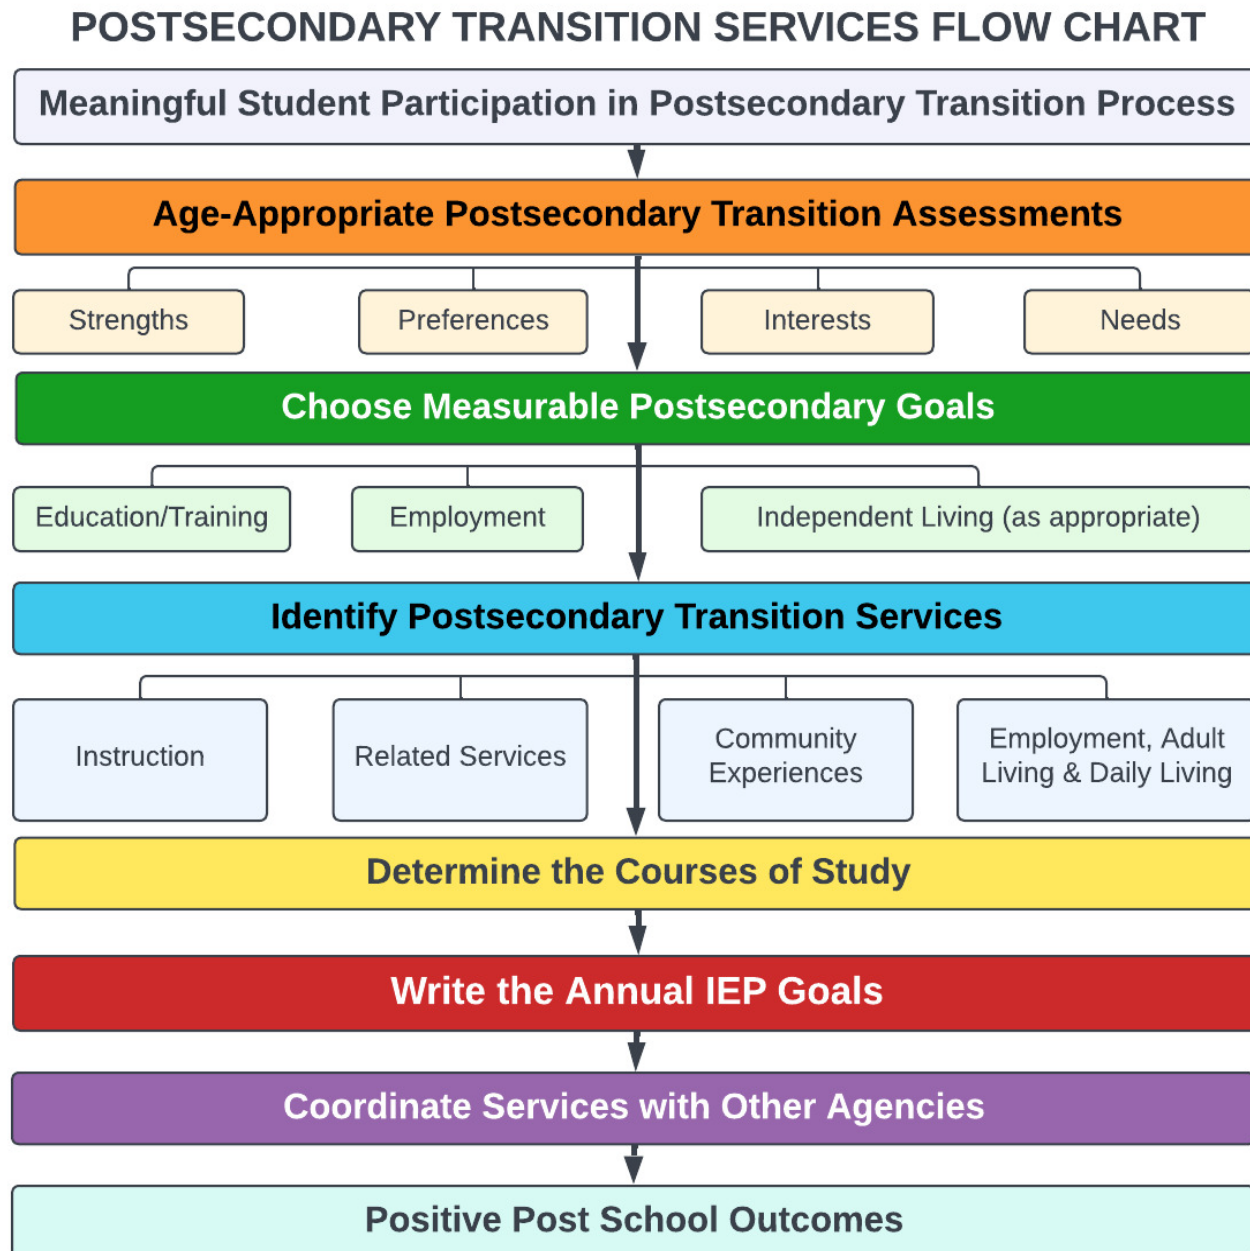 POSTSECONDARY TRANSITION SERVICES FLOW CHART
Meaningful Student Participation in Postsecondary Transition Process
Age-Appropriate Postsecondary Transition Assessments
Strengths
Preferences
Interests
Needs
Choose Measurable Postsecondary Goals
Education/Training
Employment
Independent Living (as appropriate)
Identify Postsecondary Transition Services
Instruction
Related Services
Community
Experiences
Employment, Adult
Living & Daily Living
Determine the Courses of Study
Write the Annual IEP Goals
Coordinate Services with Other Agencies
Positive Post School Outcomes